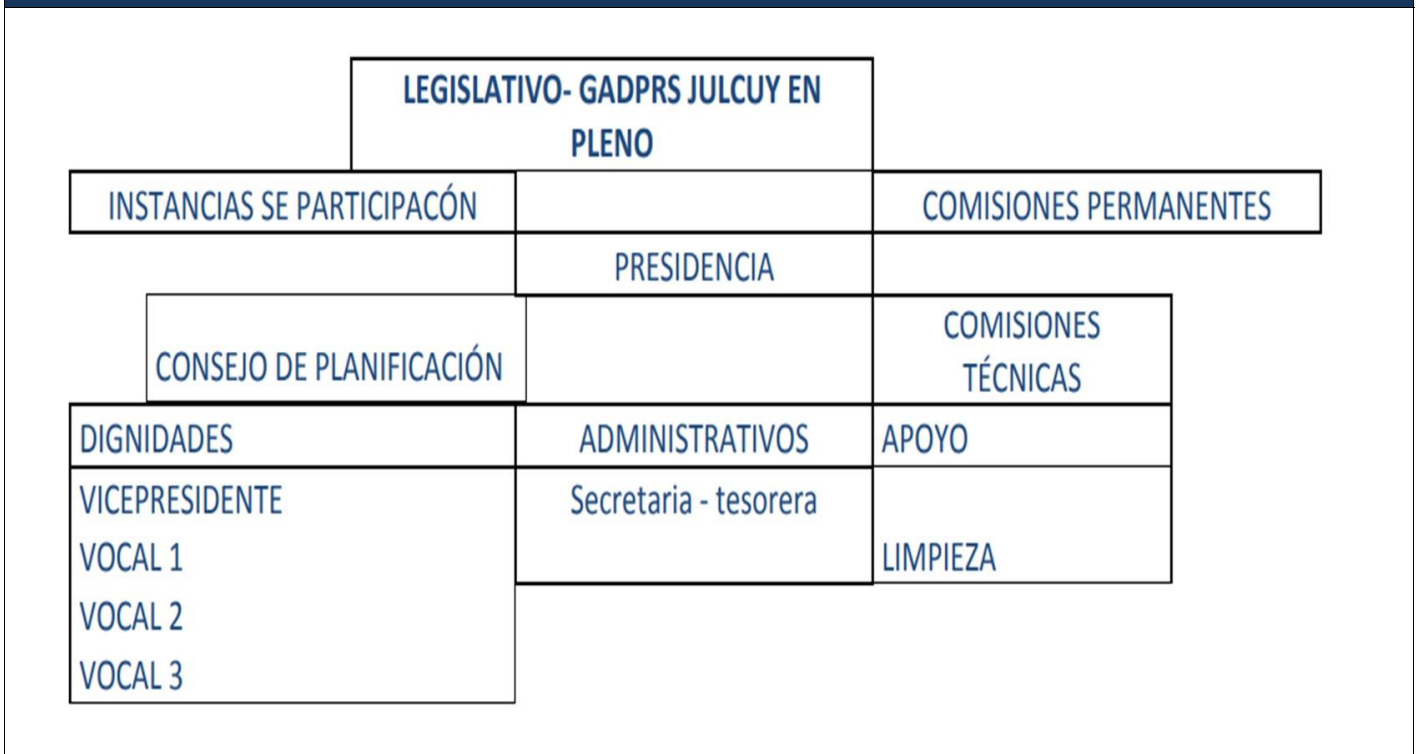 LEGISLATIVO- GADPRS JULCUY EN
PLENO
INSTANCIAS SE PARTICIPACÓN
COMISIONES PERMANENTES
PRESIDENCIA
CONSEJO DE PLANIFICACIÓN
COMISIONES
TÉCNICAS
DIGNIDADES
ADMINISTRATIVOS
APOYO
VICEPRESIDENTE
VOCAL 1
VOCAL 2
VOCAL 3
Secretaria - tesorera
LIMPIEZA